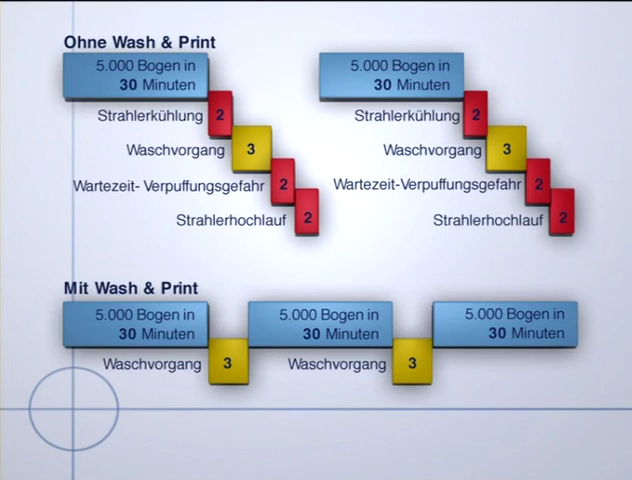 Ohne Wash & Print
5.000 Bogen in
30 Minuten
Strahlerkühlung 2
Waschvorgang 3
Wartezeit- Verpuffungsgefahr 2
Strahlerhochlauf 2
5.000 Bogen in
30 Minuten
Strahlerkühlung 2
Waschvorgang 3
Wartezeit-Verpuffungsgefahr 2
Strahlerhochlauf 2
Mit Wash & Print
5.000 Bogen in
30 Minuten
Waschvorgang 3
5.000 Bogen in
30 Minuten
Waschvorgang 3
5.000 Bogen in
30 Minuten